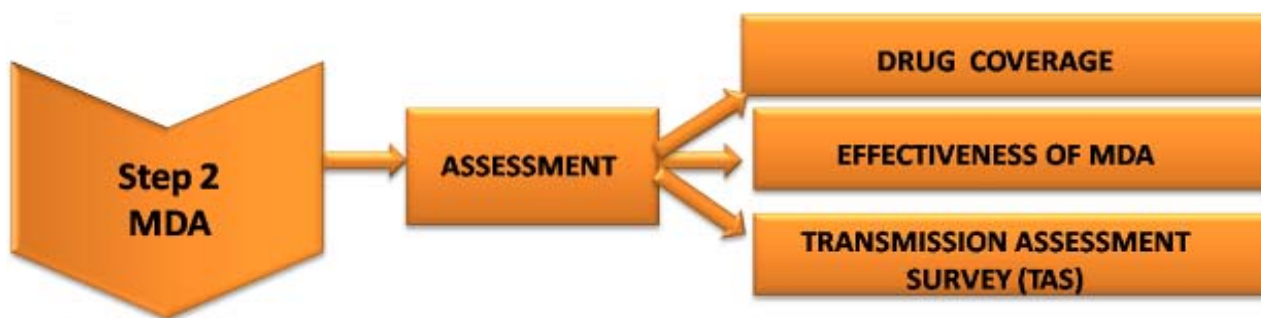 Step 2
MDA
ASSESSMENT
DRUG COVERAGE
EFFECTIVENESS OF MDA
TRANSMISSION ASSESSMENT
SURVEY (TAS)